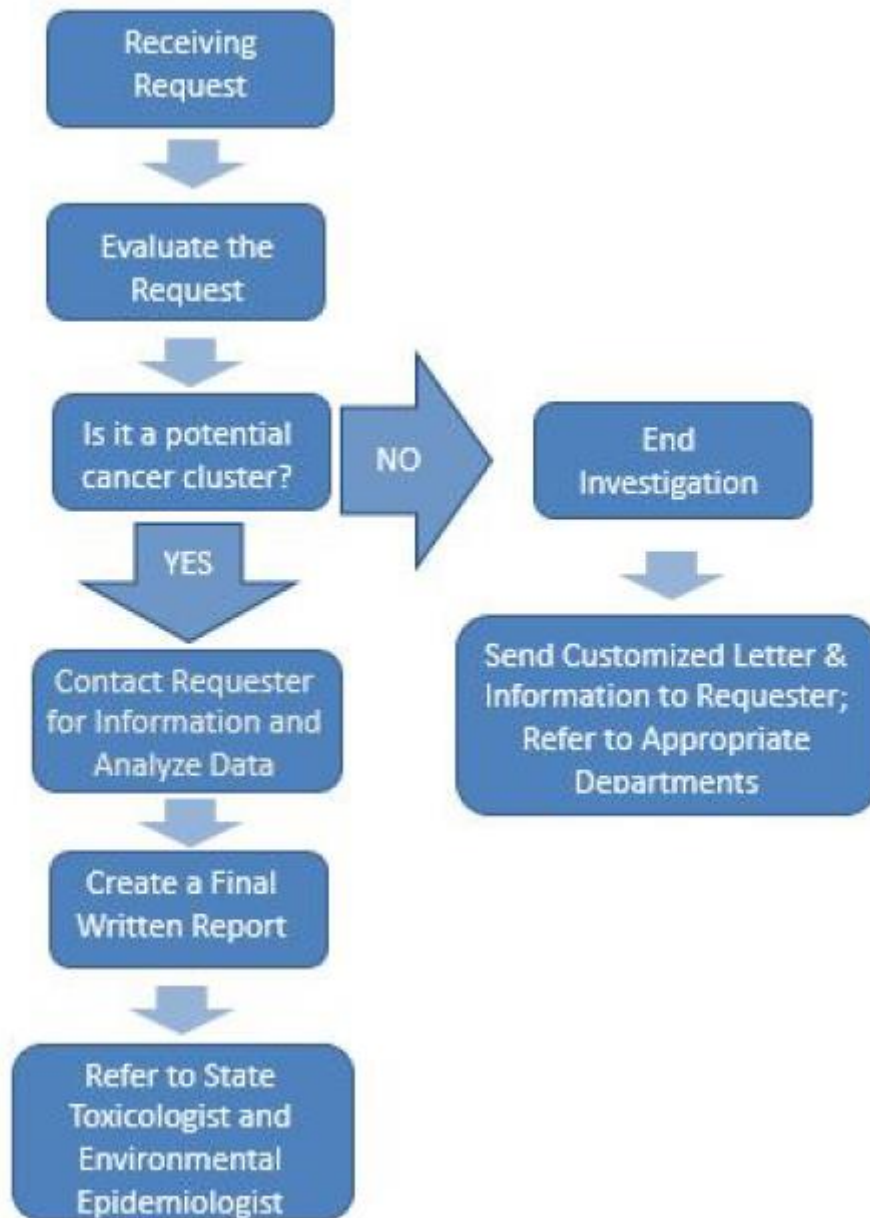 Receiving
Request
Evaluate the
Request
Is it a potential
cancer cluster?
NO
End
Investigation
YES
Send Customized Letter &
Information to Requester;
Refer to Appropriate
Departments
Contact Requester
for Information and
Analyze Data
Create a Final
Written Report
Refer to State
Toxicologist and
Environmental
Epidemiologist